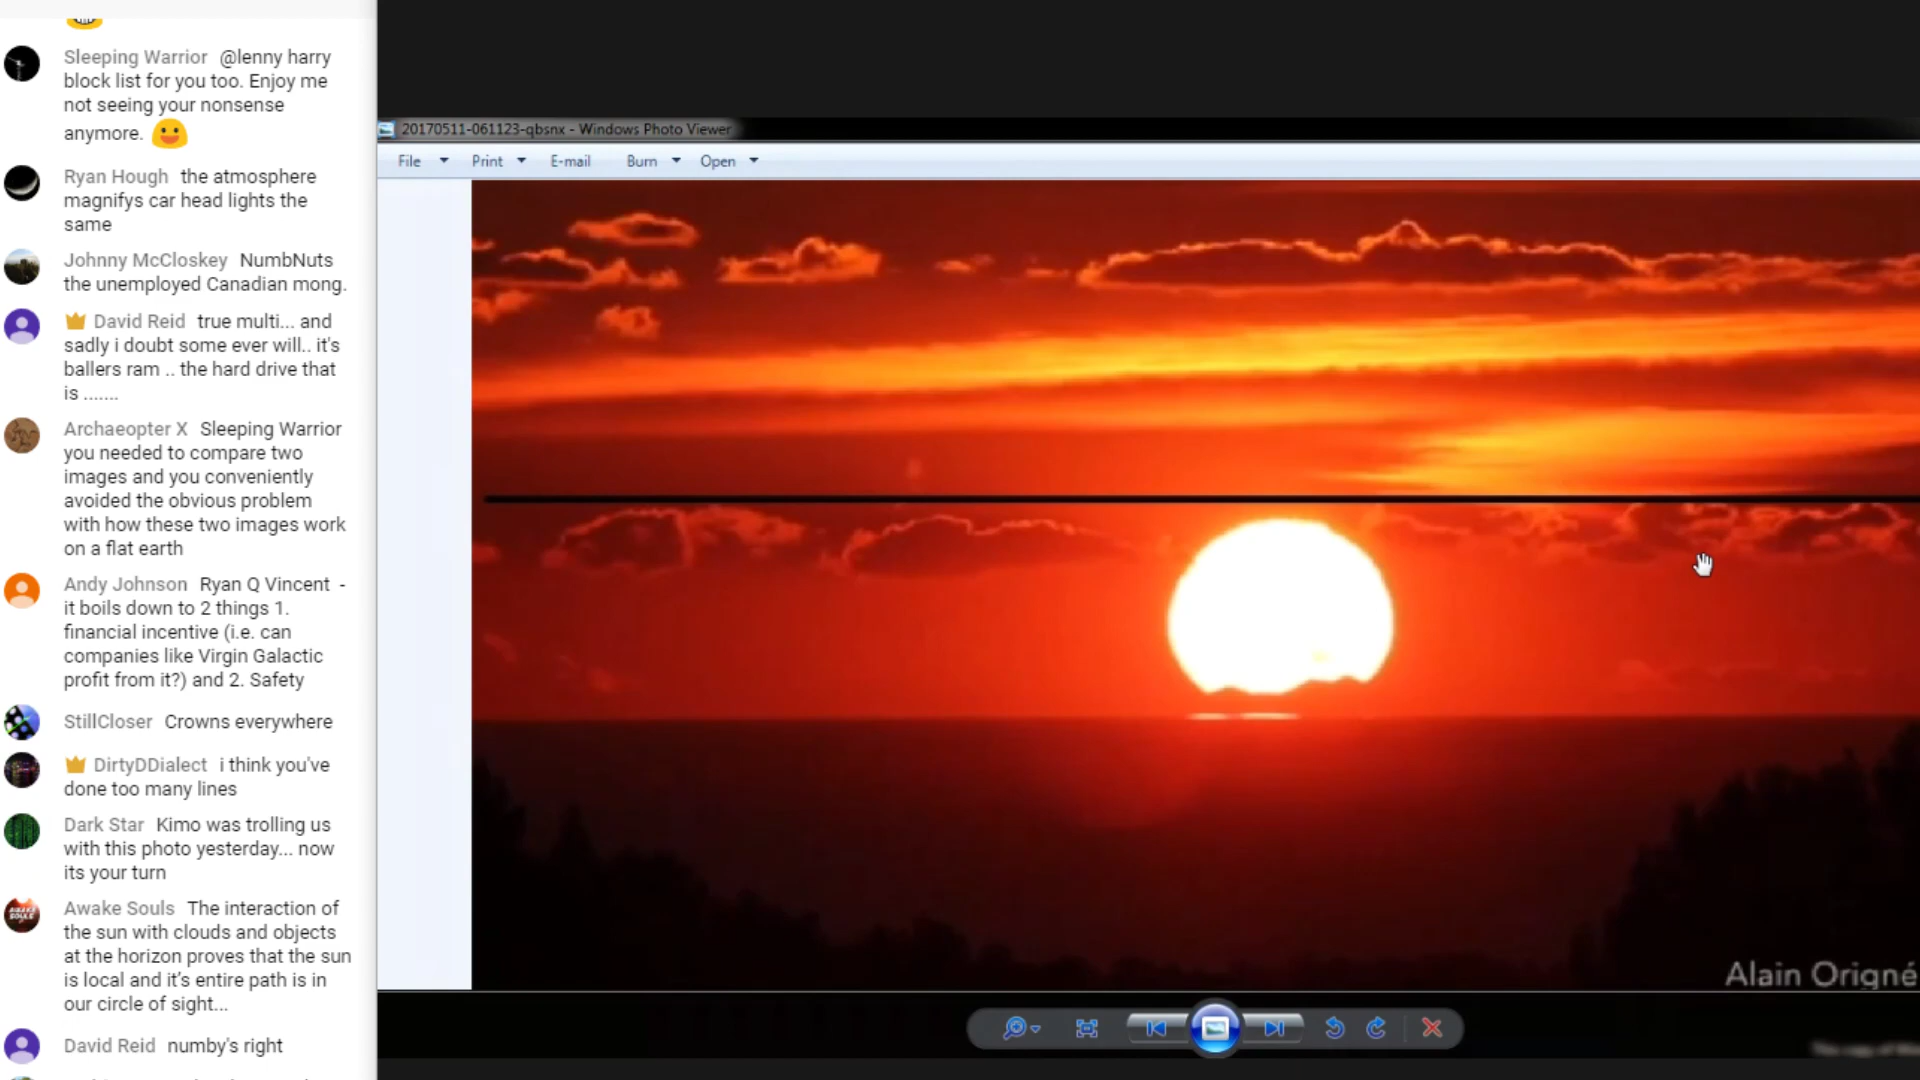 Sleeping Warrior @lenny harry
block list for you too. Enjoy me
not seeing your nonsense
anymore.
Ryan Hough the atmosphere
magnifys car head lights the
same
Johnny McCloskey NumbNuts
the unemployed Canadian mong.
David Reid true multi... and
sadly i doubt some ever will.. it's
ballers ram .. the hard drive that
is .......
Archaeopter X Sleeping Warrior
you needed to compare two
images and you conveniently
avoided the obvious problem
with how these two images work
on a flat earth
Andy Johnson Ryan Q Vincent -
it boils down to 2 things 1.
financial incentive (i.e. can
companies like Virgin Galactic
profit from it?) and 2. Safety
StillCloser Crowns everywhere
DirtyDDialect i think you've
done too many lines
Dark Star Kimo was trolling us
with this photo yesterday... now
its your turn
Awake Souls The interaction of
the sun with clouds and objects
at the horizon proves that the sun
is local and it's entire path is in
our circle of sight...
David Reid numby's right
20170511-061123-qbsnx - Windows Photo Viewer
File Print E-mail Burn Open
Alain Origné